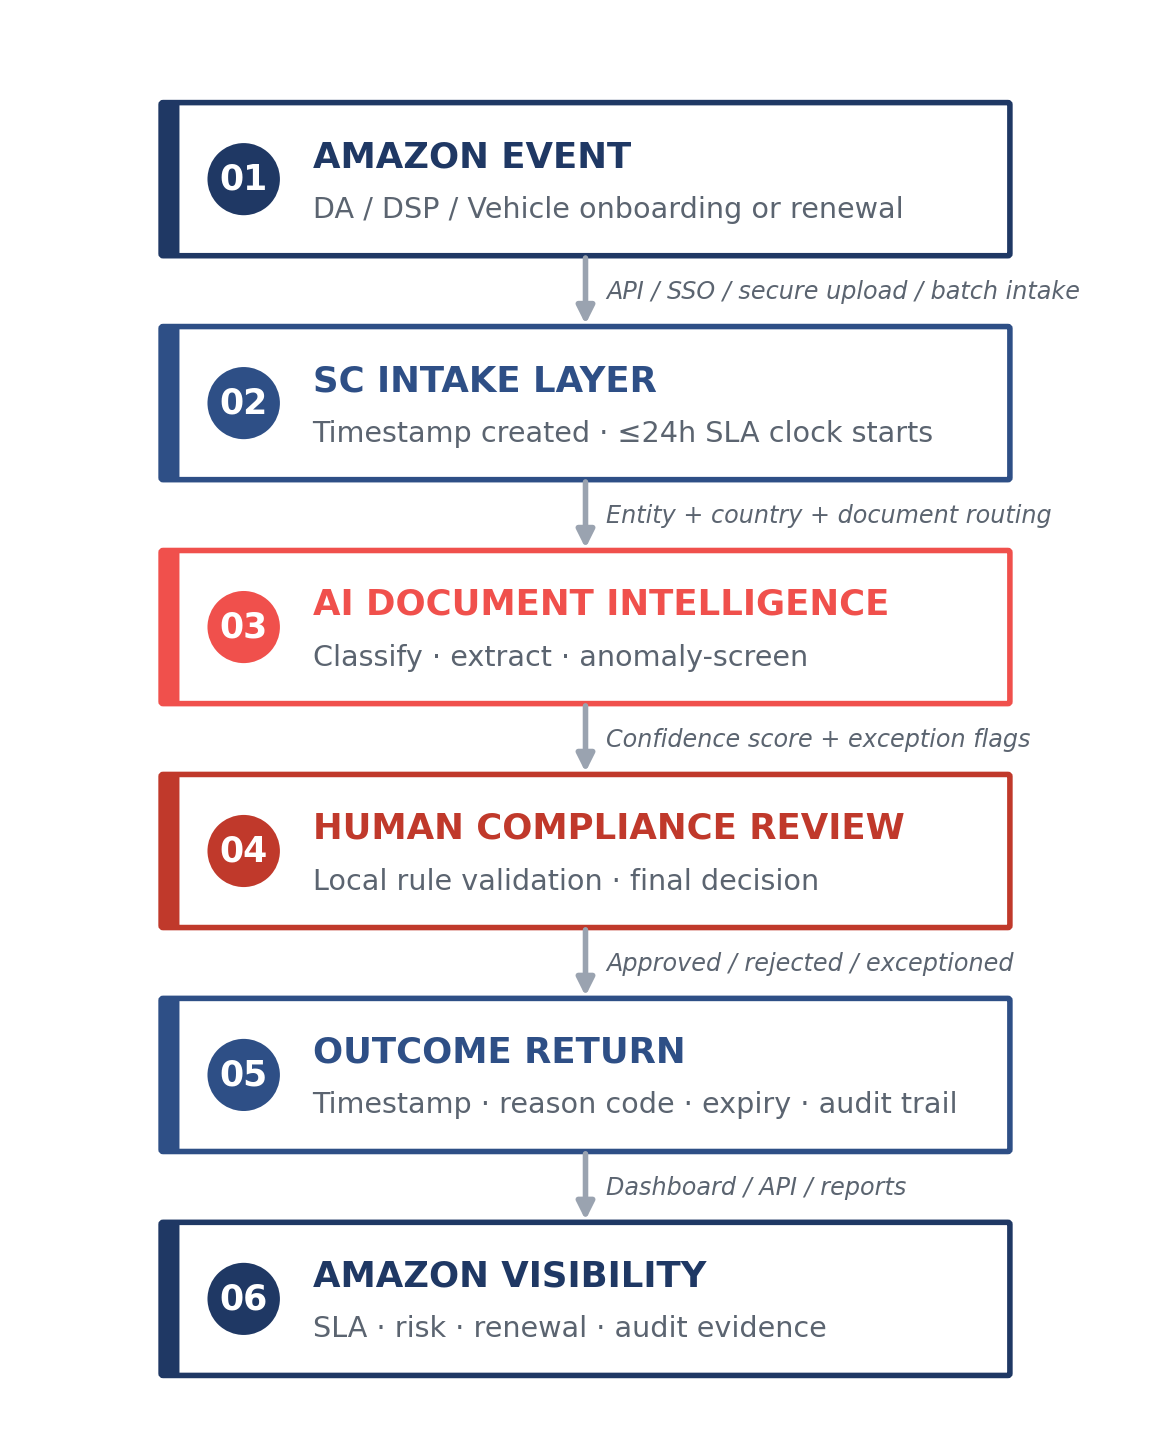 01
AMAZON EVENT
DA / DSP / Vehicle onboarding or renewal
API / SSO / secure upload / batch intake
02
SC INTAKE LAYER
Timestamp created · ≤24h SLA clock starts
Entity + country + document routing
03
AI DOCUMENT INTELLIGENCE
Classify · extract · anomaly-screen
Confidence score + exception flags
04
HUMAN COMPLIANCE REVIEW
Local rule validation · final decision
Approved / rejected / exceptioned
05
OUTCOME RETURN
Timestamp · reason code · expiry · audit trail
Dashboard / API / reports
06
AMAZON VISIBILITY
SLA · risk · renewal · audit evidence